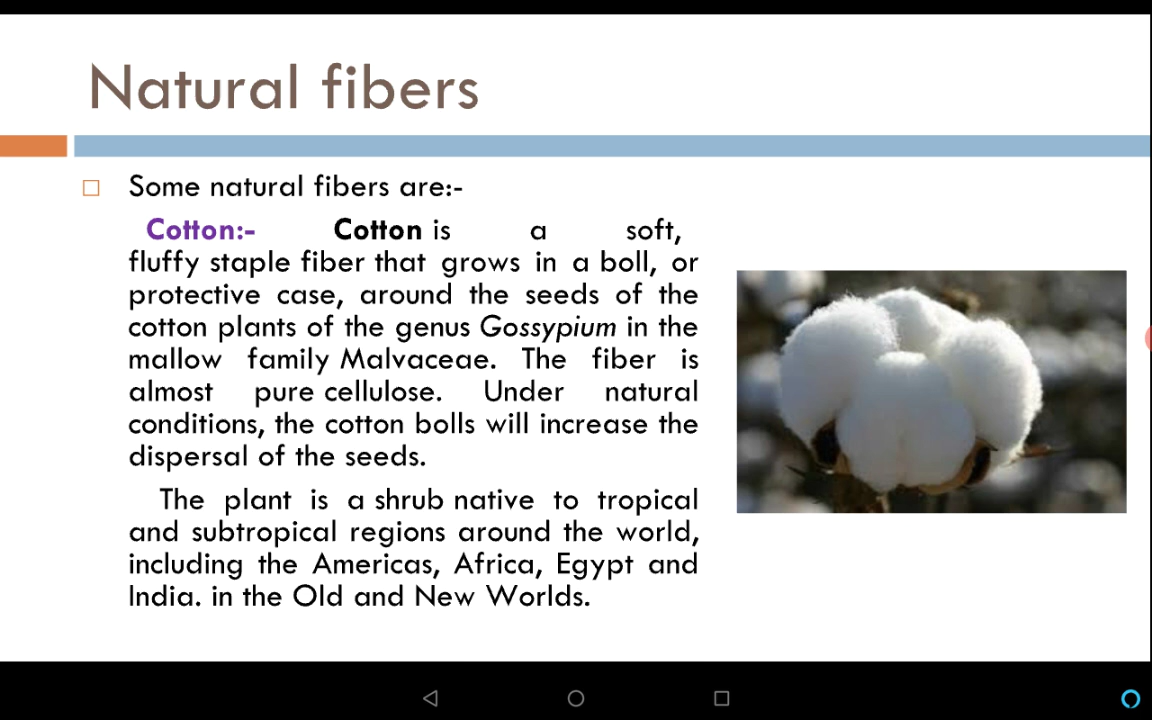 Natural fibers
Some natural fibers are:-
Cotton:- Cotton is a soft,
fluffy staple fiber that grows in a boll, or
protective case, around the seeds of the
cotton plants of the genus Gossypium in the
mallow family Malvaceae. The fiber is
almost pure cellulose. Under natural
conditions, the cotton bolls will increase the
dispersal of the seeds.
The plant is a shrub native to tropical
and subtropical regions around the world,
including the Americas, Africa, Egypt and
India. in the Old and New Worlds.